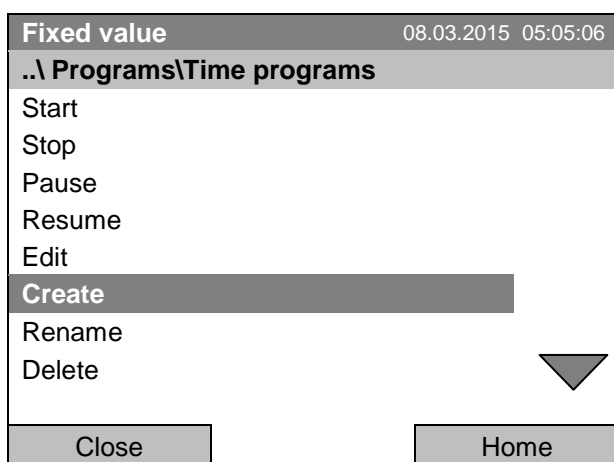 Fixed value 08.03.2015 05:05:06
..\ Programs\Time programs
Start
Stop
Pause
Resume
Edit
Create
Rename
Delete
Close Home